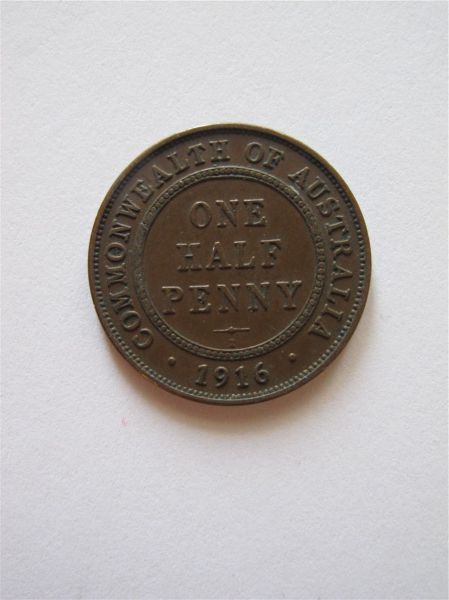 COMMONWEALTH OF AUSTRALIA
ONE
HALF
PENNY
· 1916 ·